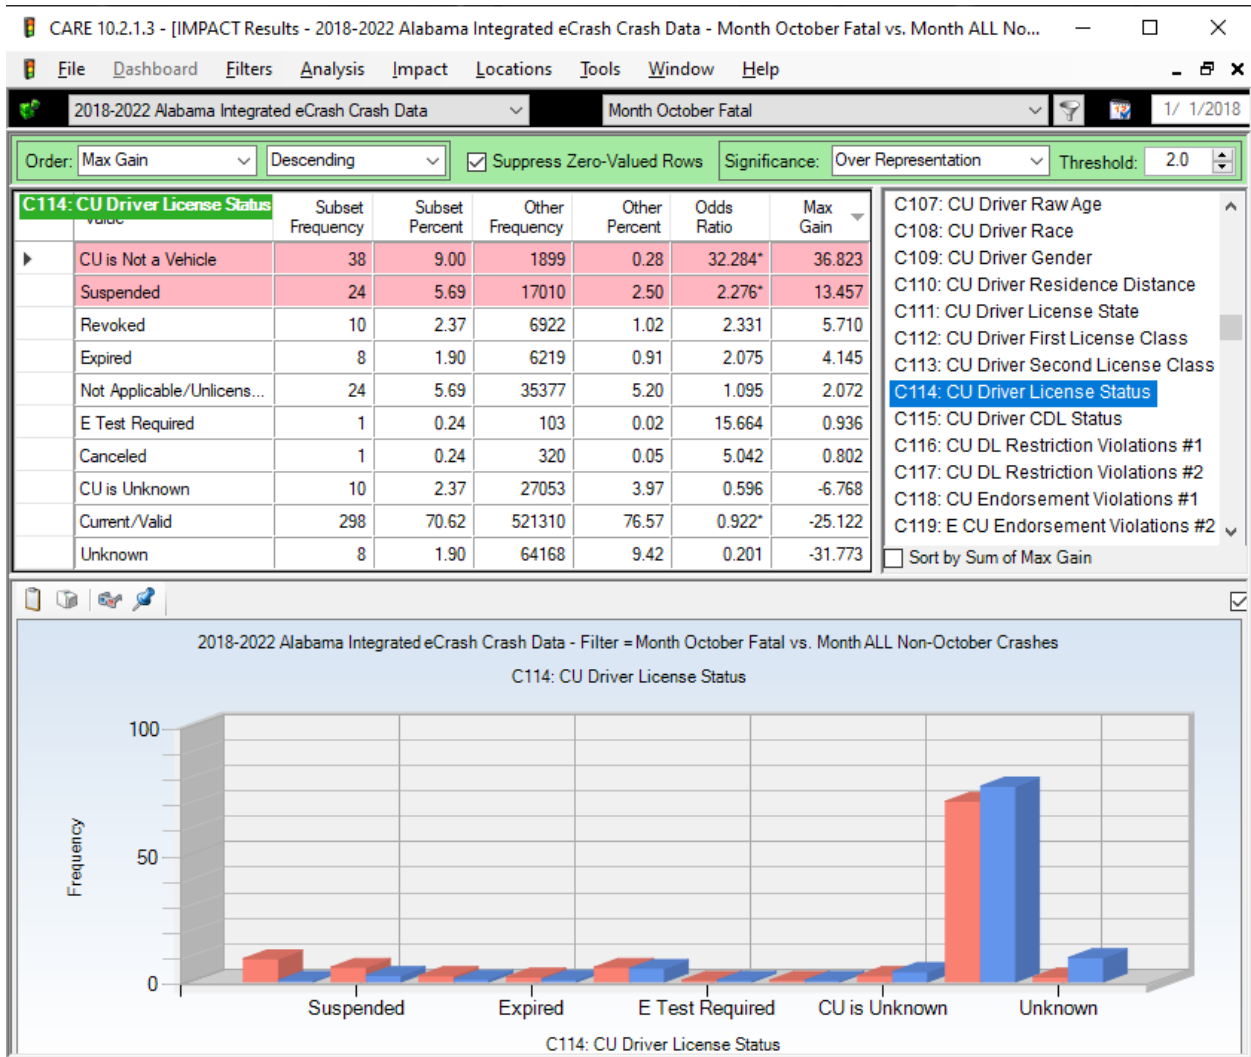 CARE 10.2.1.3 - [IMPACT Results - 2018-2022 Alabama Integrated eCrash Crash Data - Month October Fatal vs. Month ALL No...
File Dashboard Filters Analysis Impact Locations Tools Window Help
2018-2022 Alabama Integrated eCrash Crash Data Month October Fatal 1/ 1/2018
Order: Max Gain Descending Suppress Zero-Valued Rows Significance: Over Representation Threshold: 2.0
C114: CU Driver License Status Subset Frequency Subset Percent Other Frequency Other Percent Odds Ratio Max Gain
CU is Not a Vehicle 38 9.00 1899 0.28 32.284* 36.823
Suspended 24 5.69 17010 2.50 2.276* 13.457
Revoked 10 2.37 6922 1.02 2.331 5.710
Expired 8 1.90 6219 0.91 2.075 4.145
Not Applicable/Unlicens... 24 5.69 35377 5.20 1.095 2.072
E Test Required 1 0.24 103 0.02 15.664 0.936
Canceled 1 0.24 320 0.05 5.042 0.802
CU is Unknown 10 2.37 27053 3.97 0.596 -6.768
Current/Valid 298 70.62 521310 76.57 0.922* -25.122
Unknown 8 1.90 64168 9.42 0.201 -31.773
C107: CU Driver Raw Age
C108: CU Driver Race
C109: CU Driver Gender
C110: CU Driver Residence Distance
C111: CU Driver License State
C112: CU Driver First License Class
C113: CU Driver Second License Class
C114: CU Driver License Status
C115: CU Driver CDL Status
C116: CU DL Restriction Violations #1
C117: CU DL Restriction Violations #2
C118: CU Endorsement Violations #1
C119: E CU Endorsement Violations #2
Sort by Sum of Max Gain
2018-2022 Alabama Integrated eCrash Crash Data - Filter = Month October Fatal vs. Month ALL Non-October Crashes
C114: CU Driver License Status
100
50
0
Frequency
Suspended Expired E Test Required CU is Unknown Unknown
C114: CU Driver License Status